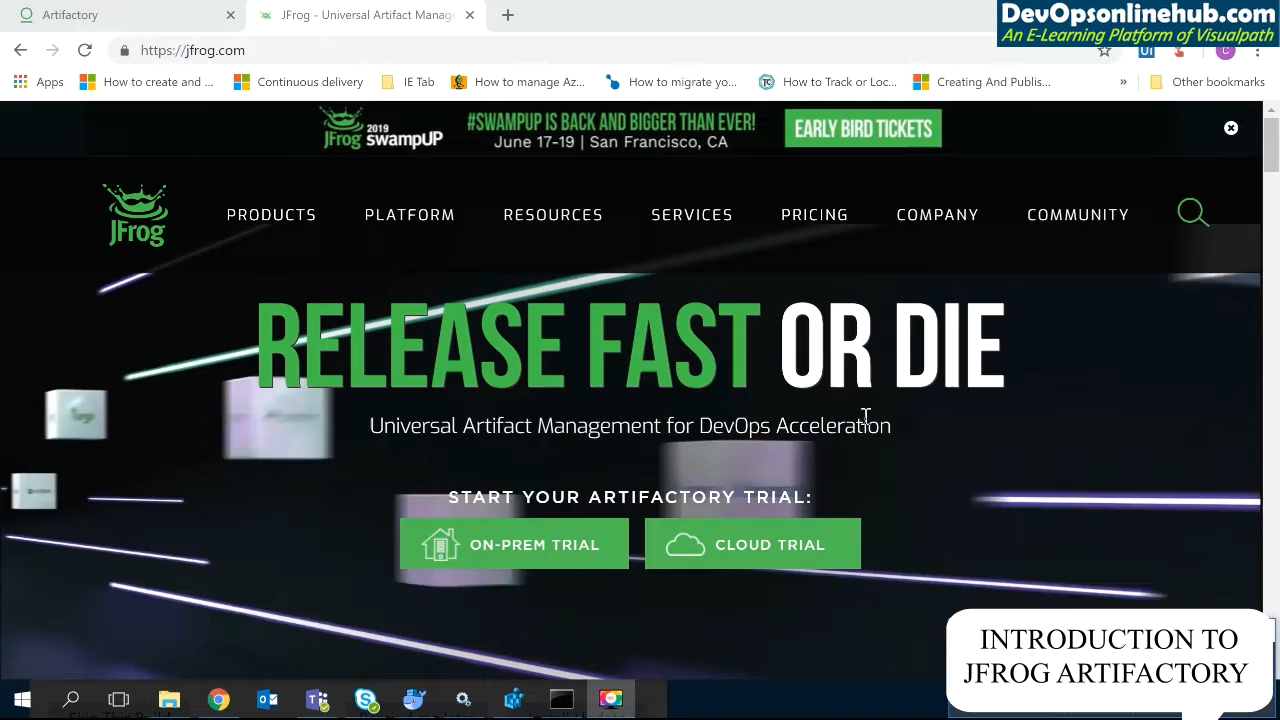 Artifactory
JFrog - Universal Artifact Manag
DevOpsonlinehub.com
An E-Learning Platform of Visualpath
https://jfrog.com
UI
C
Apps
How to create and ...
Continuous delivery
IE Tab
How to manage Az...
How to migrate yo...
How to Track or Loc...
Creating And Publis...
»
Other bookmarks
JFrog
2019
swampUP
#SWAMPUP IS BACK AND BIGGER THAN EVER!
June 17-19 | San Francisco, CA
EARLY BIRD TICKETS
JFrog
PRODUCTS
PLATFORM
RESOURCES
SERVICES
PRICING
COMPANY
COMMUNITY
RELEASE FAST OR DIE
Universal Artifact Management for DevOps Acceleration
START YOUR ARTIFACTORY TRIAL:
ON-PREM TRIAL
CLOUD TRIAL
INTRODUCTION TO
JFROG ARTIFACTORY
Skip This Build